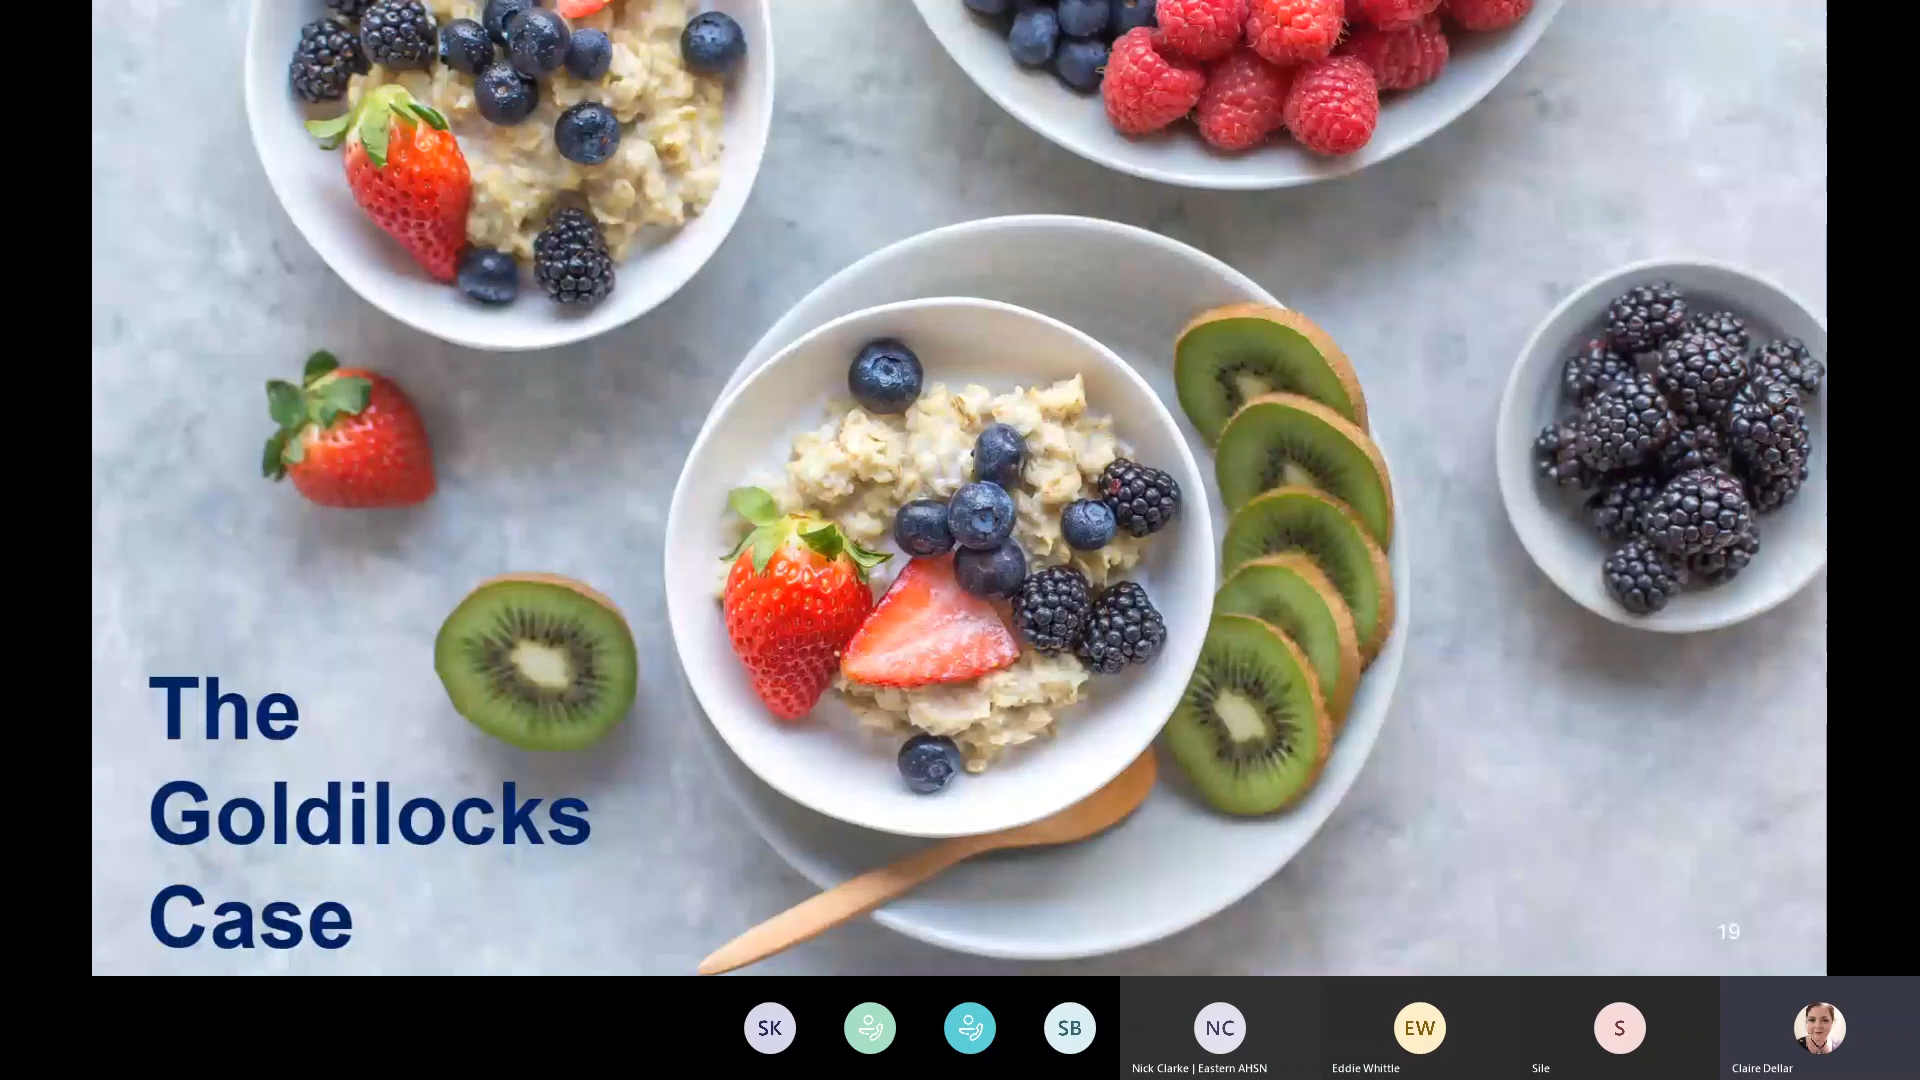 The
Goldilocks
Case
19
SK
SB
NC
EW
S
Nick Clarke | Eastern AHSN
Eddie Whittle
Sile
Claire Dellar